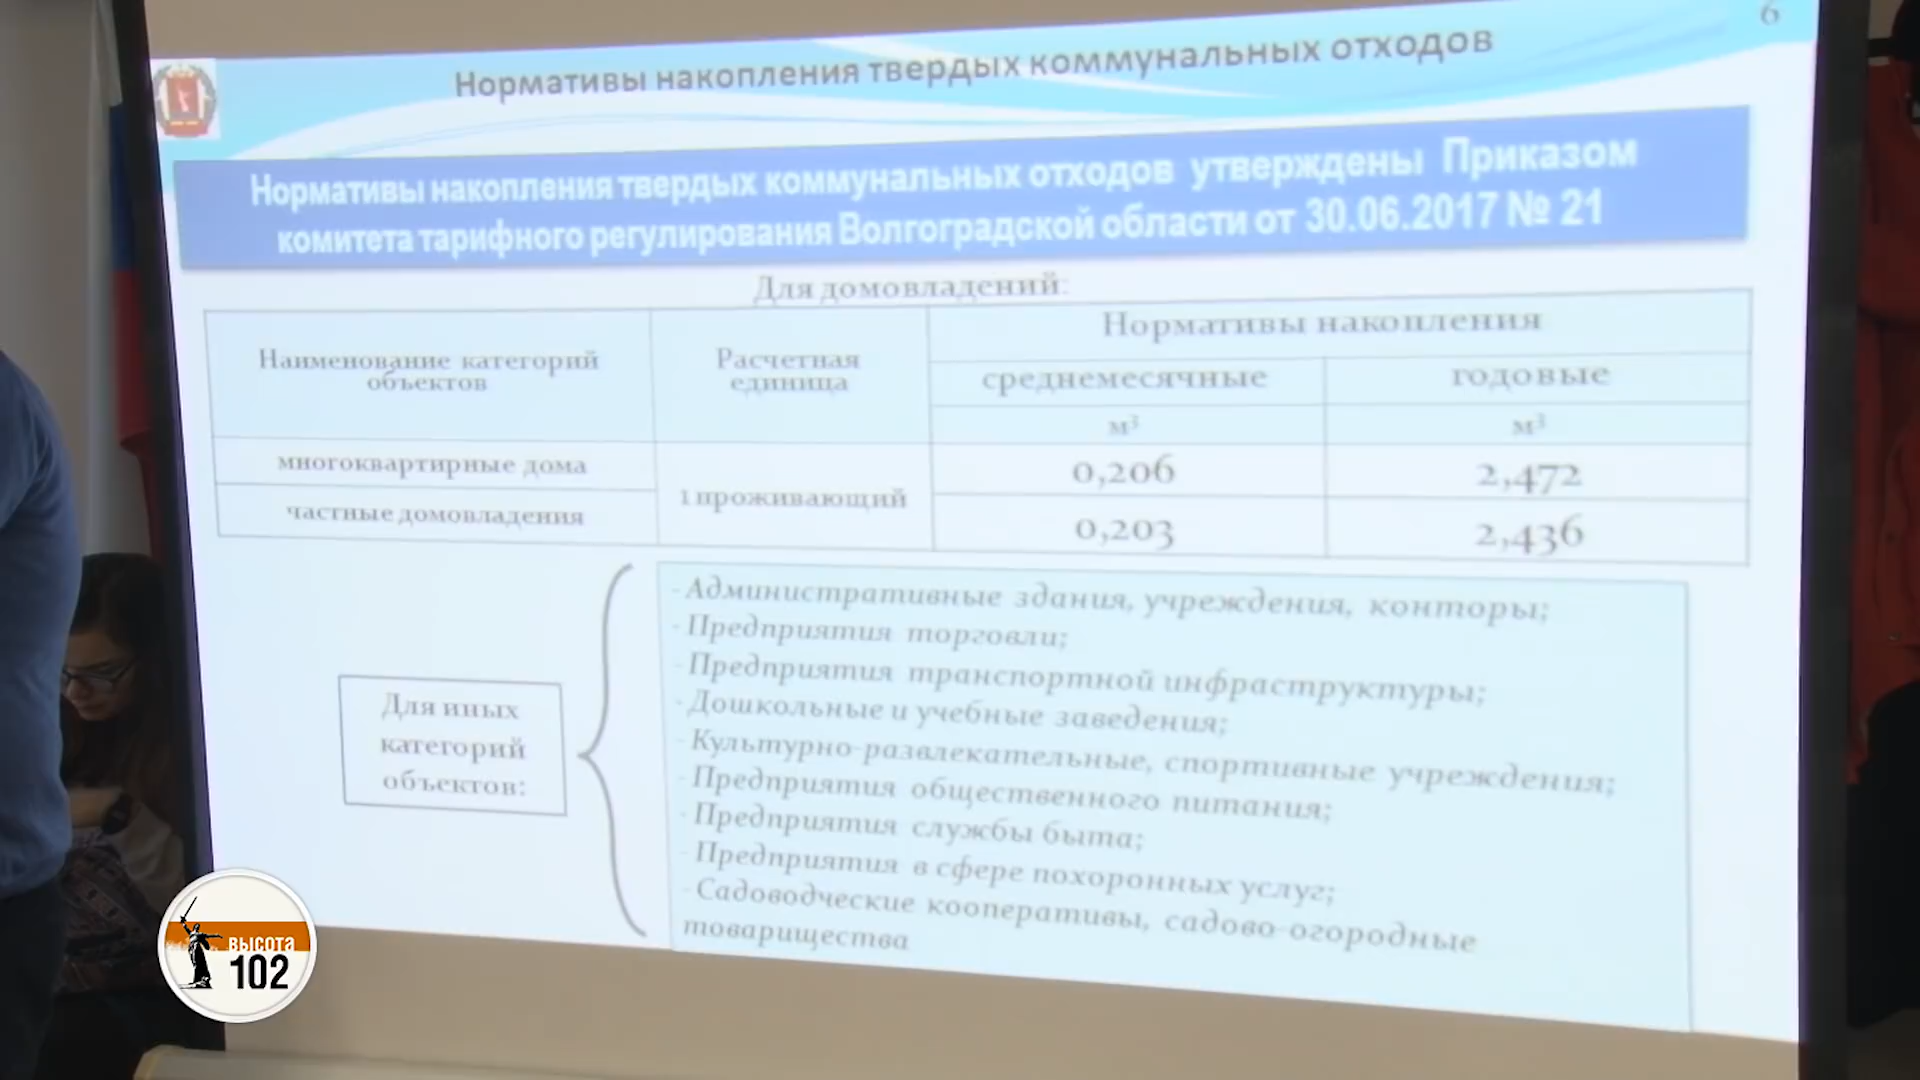 6
Нормативы накопления твердых коммунальных отходов
Нормативы накопления твердых коммунальных отходов утверждены Приказом
комитета тарифного регулирования Волгоградской области от 30.06.2017 № 21
Для домовладений:
Наименование категорий
объектов
Расчетная
единица
Нормативы накопления
среднемесячные
годовые
м³
м³
многоквартирные дома
1 проживающий
0,206
2,472
частные домовладения
0,203
2,436
Для иных
категорий
объектов:
- Административные здания, учреждения, конторы;
- Предприятия торговли;
- Предприятия транспортной инфраструктуры;
- Дошкольные и учебные заведения;
- Культурно-развлекательные, спортивные учреждения;
- Предприятия общественного питания;
- Предприятия службы быта;
- Предприятия в сфере похоронных услуг;
- Садоводческие кооперативы, садово-огородные
товарищества
ВЫСОТА
102